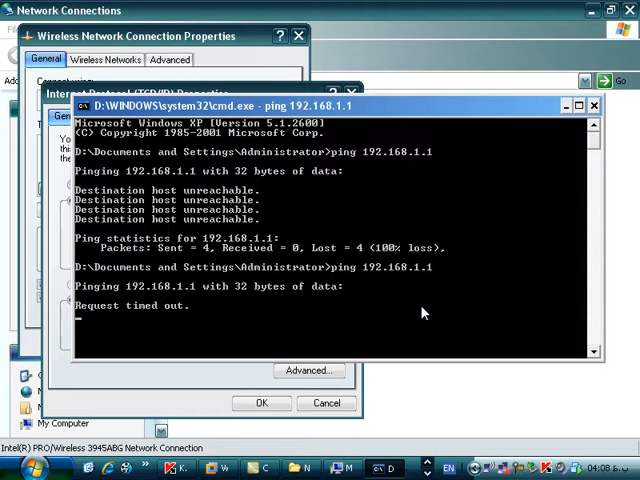 Network Connections
Wireless Network Connection Properties
General
Wireless Networks
Advanced
Connect using:
Go
Internet Protocol (TCP/IP) Properties
D:\WINDOWS\system32\cmd.exe - ping 192.168.1.1
Microsoft Windows XP [Version 5.1.2600]
(C) Copyright 1985-2001 Microsoft Corp.
D:\Documents and Settings\Administrator>ping 192.168.1.1
Pinging 192.168.1.1 with 32 bytes of data:
Destination host unreachable.
Destination host unreachable.
Destination host unreachable.
Destination host unreachable.
Ping statistics for 192.168.1.1:
Packets: Sent = 4, Received = 0, Lost = 4 (100% loss),
D:\Documents and Settings\Administrator>ping 192.168.1.1
Pinging 192.168.1.1 with 32 bytes of data:
Request timed out.
Advanced...
OK
Cancel
My Computer
Intel(R) PRO/Wireless 3945ABG Network Connection
K.
W
C
N
M
D
EN